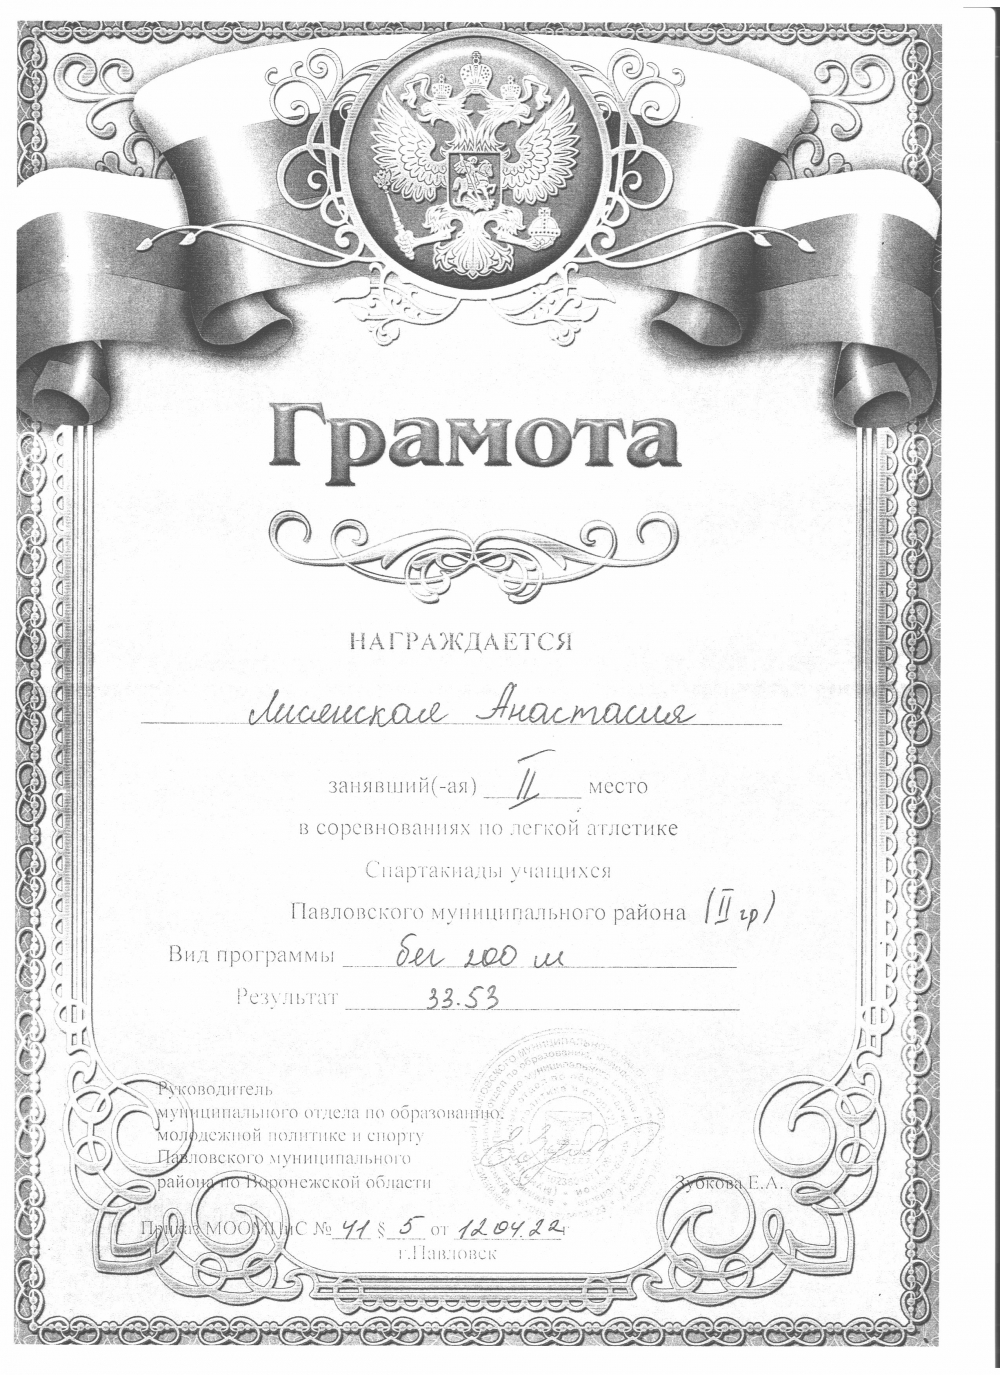 Грамота
НАГРАЖДАЕТСЯ
Лисянская Анастасия
занявший(-ая) II место
в соревнованиях по легкой атлетике
Спартакиады учащихся
Павловского муниципального района (II гр)
Вид программы бег 200 м
Результат 33.53
Руководитель
муниципального отдела по образованию,
молодежной политике и спорту
Павловского муниципального
района по Воронежской области Зубкова Е.А.
Приказ МООМПиС № 41 § 5 от 12.04.22г
г.Павловск